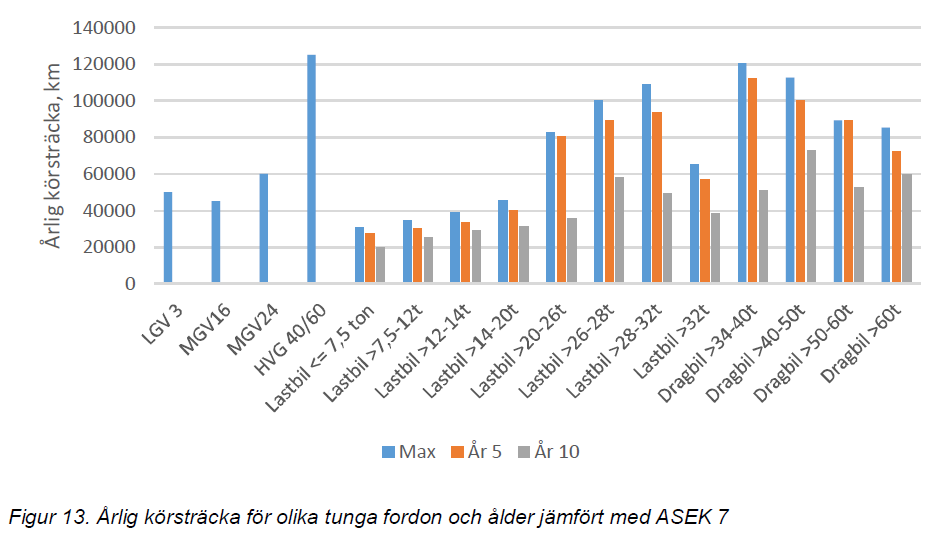 140000
120000
100000
80000
60000
40000
20000
0
Årlig körsträcka, km
LGV 3
MGV16
MGV24
HVG 40/60
Lastbil <= 7,5 ton
Lastbil >7,5-12t
Lastbil >12-14t
Lastbil >14-20t
Lastbil >20-26t
Lastbil >26-28t
Lastbil >28-32t
Lastbil >32t
Dragbil >34-40t
Dragbil >40-50t
Dragbil >50-60t
Dragbil >60t
Max År 5 År 10
Figur 13. Årlig körsträcka för olika tunga fordon och ålder jämfört med ASEK 7